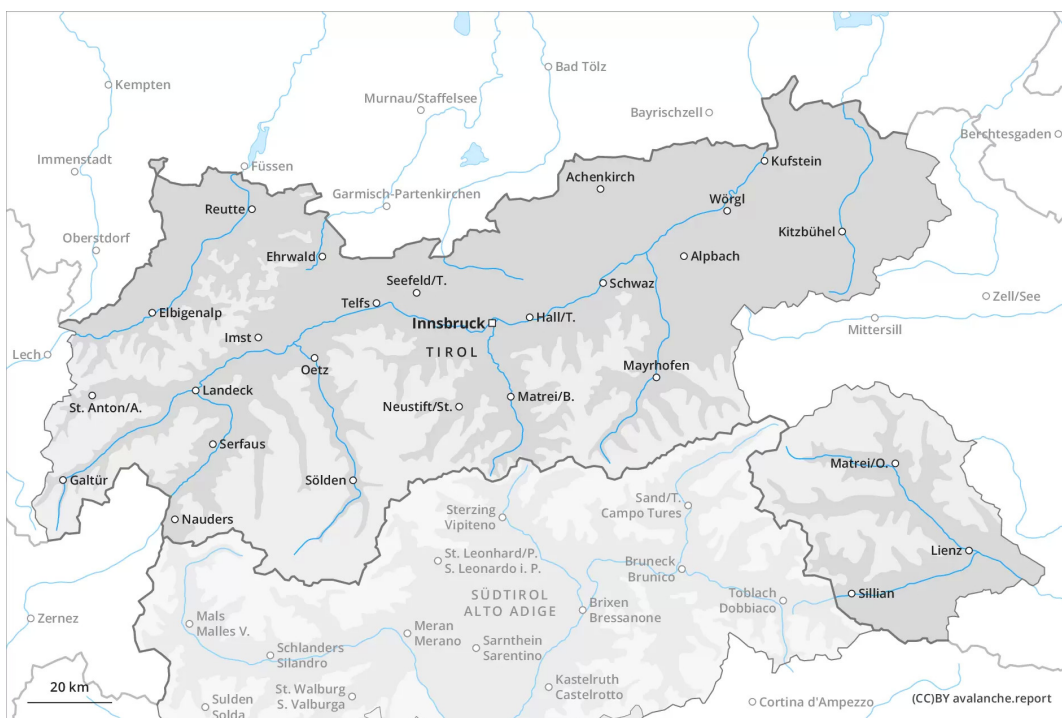 Bad Tölz
Kempten
Murnau/Staffelsee
Bayrischzell
Berchtesgaden
Immenstadt
Füssen
Kufstein
Achenkirch
Garmisch-Partenkirchen
Wörgl
Reutte
Kitzbühel
Oberstdorf
Ehrwald
Alpbach
Seefeld/T.
Schwaz
Zell/See
Telfs
Elbigenalp
Hall/T.
Innsbruck
Mittersill
Imst
Lech
TIROL
Oetz
Mayrhofen
Landeck
St. Anton/A.
Neustift/St.
Matrei/B.
Serfaus
Matrei/O.
Galtür
Sölden
Sand/T.
Campo Tures
Nauders
Sterzing
Vipiteno
Lienz
St. Leonhard/P.
S. Leonardo i. P.
Bruneck
Brunico
Toblach
Dobbiaco
Sillian
SÜDTIROL
ALTO ADIGE
Brixen
Bressanone
Zernez
Mals
Malles V.
Meran
Merano
Sarnthein
Sarentino
Schlanders
Silandro
Kastelruth
Castelrotto
20 km
St. Walburg
S. Valburga
Sulden
Solda
Cortina d'Ampezzo
(CC)BY avalanche.report